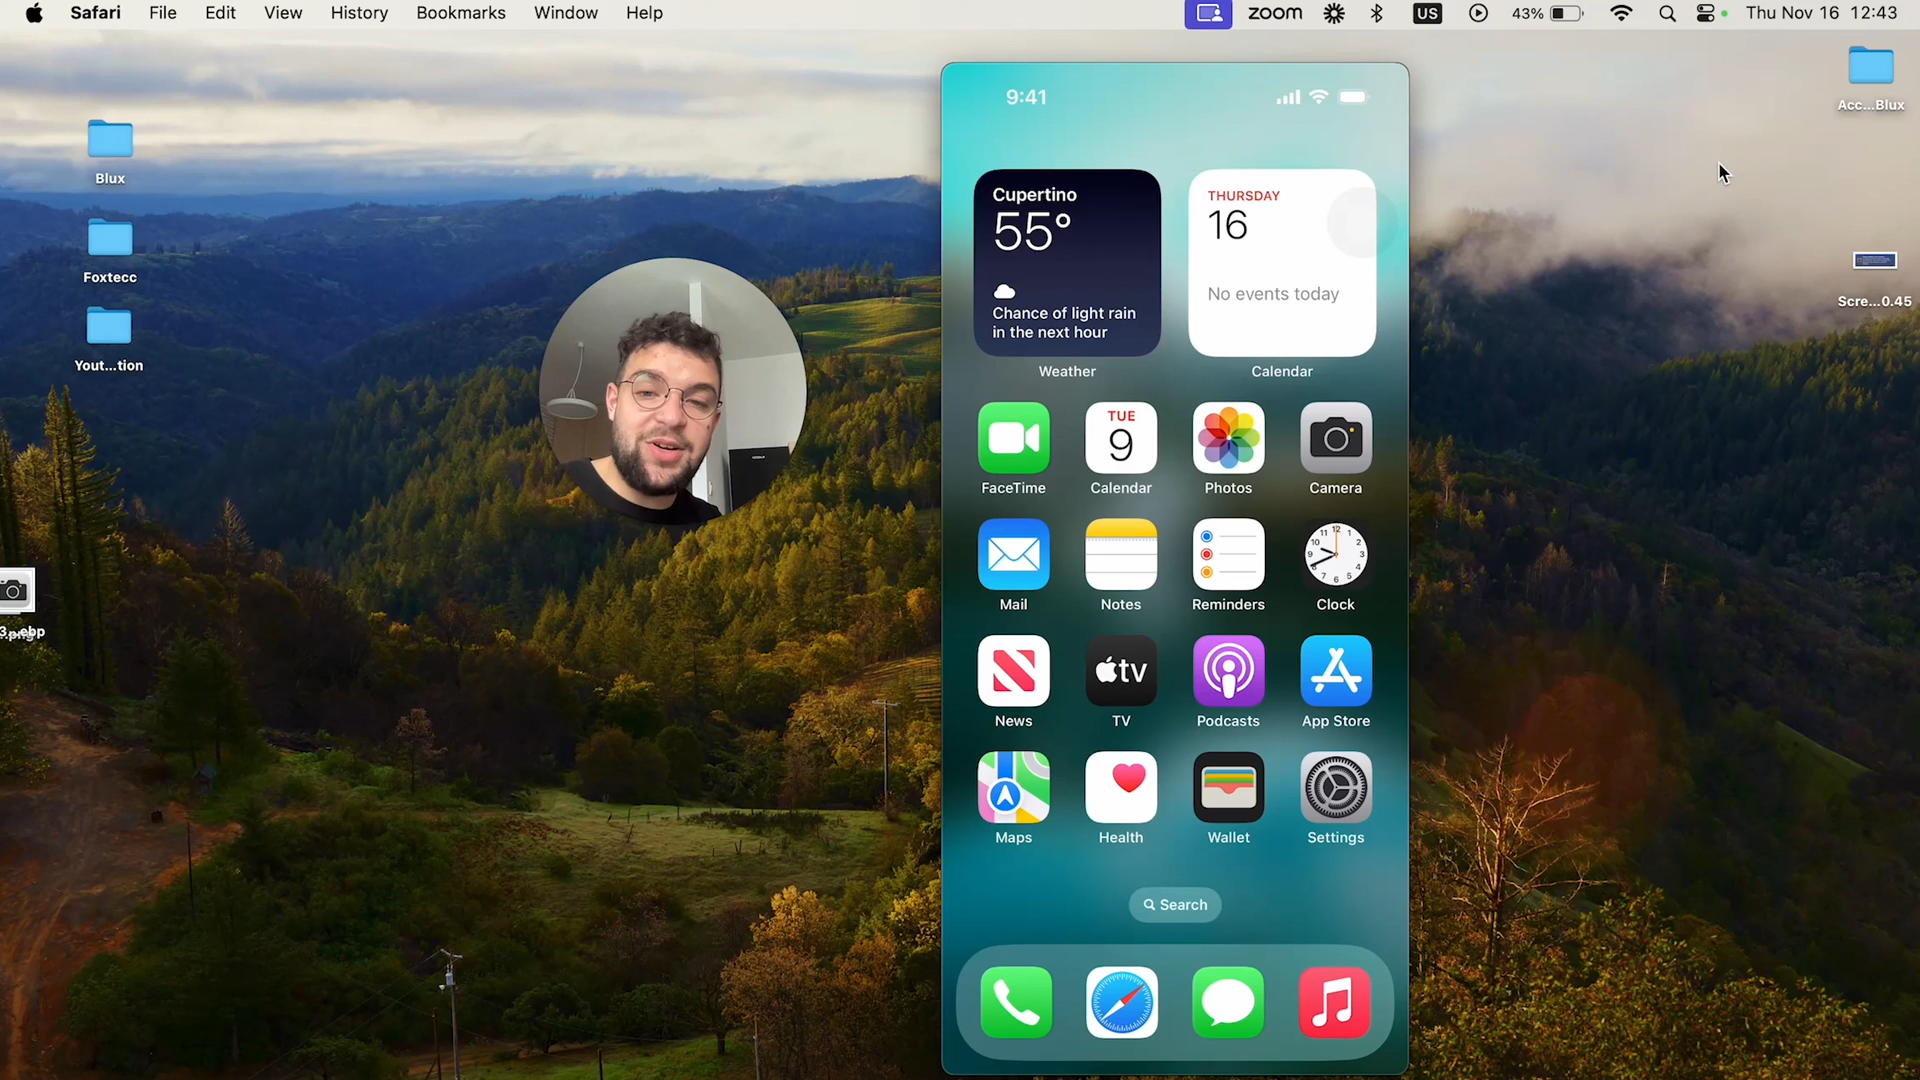 Safari File Edit View History Bookmarks Window Help
zoom US 43% Thu Nov 16 12:43
Blux
Foxtecc
Yout...tion
Acc...Blux
Scre...0.45
9:41
Cupertino
55°
Chance of light rain
in the next hour
Weather
THURSDAY
16
No events today
Calendar
FaceTime
TUE
9
Calendar
Photos
Camera
Mail
Notes
Reminders
Clock
News
tv
TV
Podcasts
App Store
Maps
Health
Wallet
Settings
Search